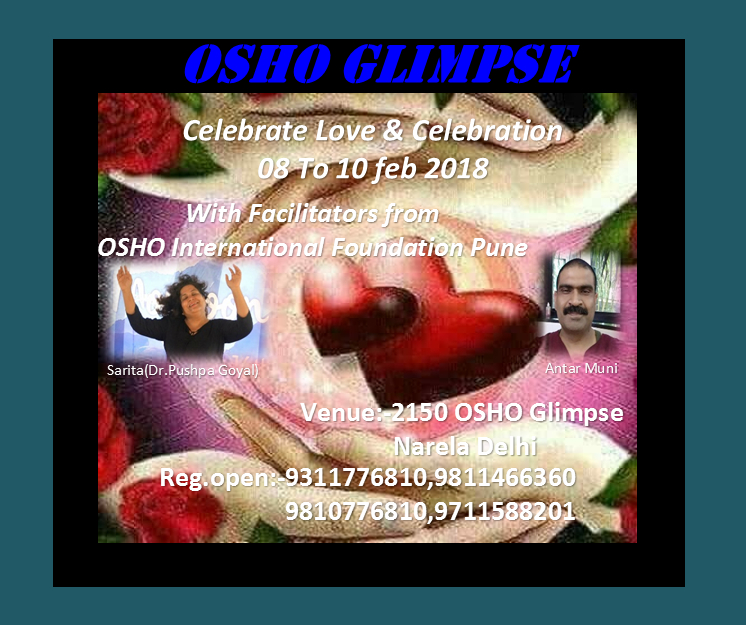 OSHO GLIMPSE
Celebrate Love & Celebration
08 To 10 feb 2018
With Facilitators from
OSHO International Foundation Pune
Sarita(Dr.Pushpa Goyal)
Antar Muni
Venue:-2150 OSHO Glimpse
Narela Delhi
Reg.open:-9311776810,9811466360
9810776810,9711588201